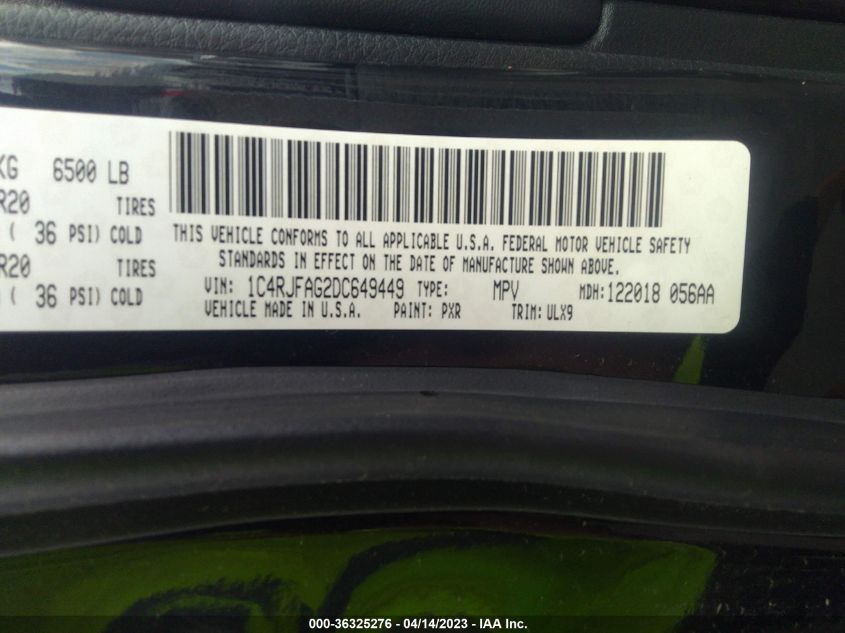 KG 6500 LB
R20 TIRES
( 36 PSI) COLD
R20 TIRES
( 36 PSI) COLD
THIS VEHICLE CONFORMS TO ALL APPLICABLE U.S.A. FEDERAL MOTOR VEHICLE SAFETY
STANDARDS IN EFFECT ON THE DATE OF MANUFACTURE SHOWN ABOVE.
VIN: 1C4RJFAG2DC649449 TYPE: MPV MDH:122018 056AA
VEHICLE MADE IN U.S.A. PAINT: PXR TRIM: ULX9
000-36325276 - 04/14/2023 - IAA Inc.